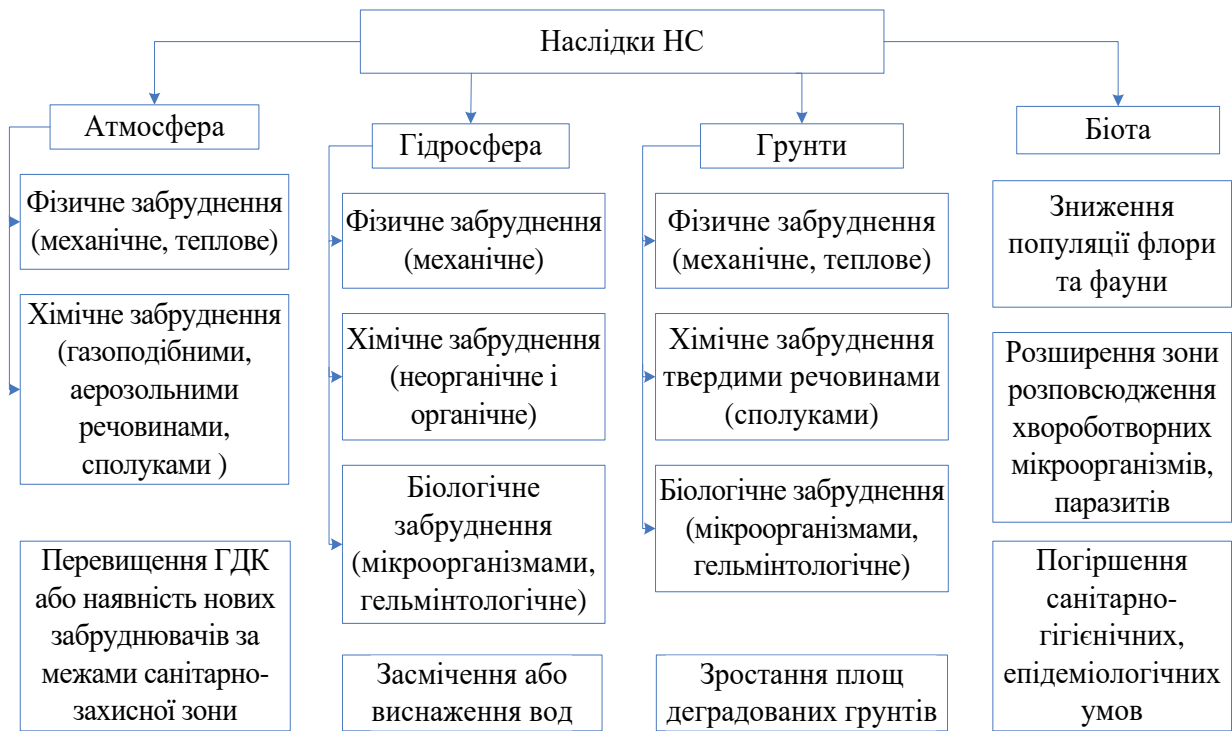 Наслідки НС
Атмосфера
Фізичне забруднення
(механічне, теплове)
Хімічне забруднення
(газоподібними,
аерозольними
речовинами,
сполуками )
Перевищення ГДК
або наявність нових
забруднювачів за
межами санітарно-
захисної зони
Гідросфера
Фізичне забруднення
(механічне)
Хімічне забруднення
(неорганічне і
органічне)
Біологічне
забруднення
(мікроорганізмами,
гельмінтологічне)
Засмічення або
виснаження вод
Грунти
Фізичне забруднення
(механічне, теплове)
Хімічне забруднення
твердими речовинами
(сполуками)
Біологічне забруднення
(мікроорганізмами,
гельмінтологічне)
Зростання площ
деградованих грунтів
Біота
Зниження
популяції флори
та фауни
Розширення зони
розповсюдження
хвороботворних
мікроорганізмів,
паразитів
Погіршення
санітарно-
гігієнічних,
епідеміологічних
умов